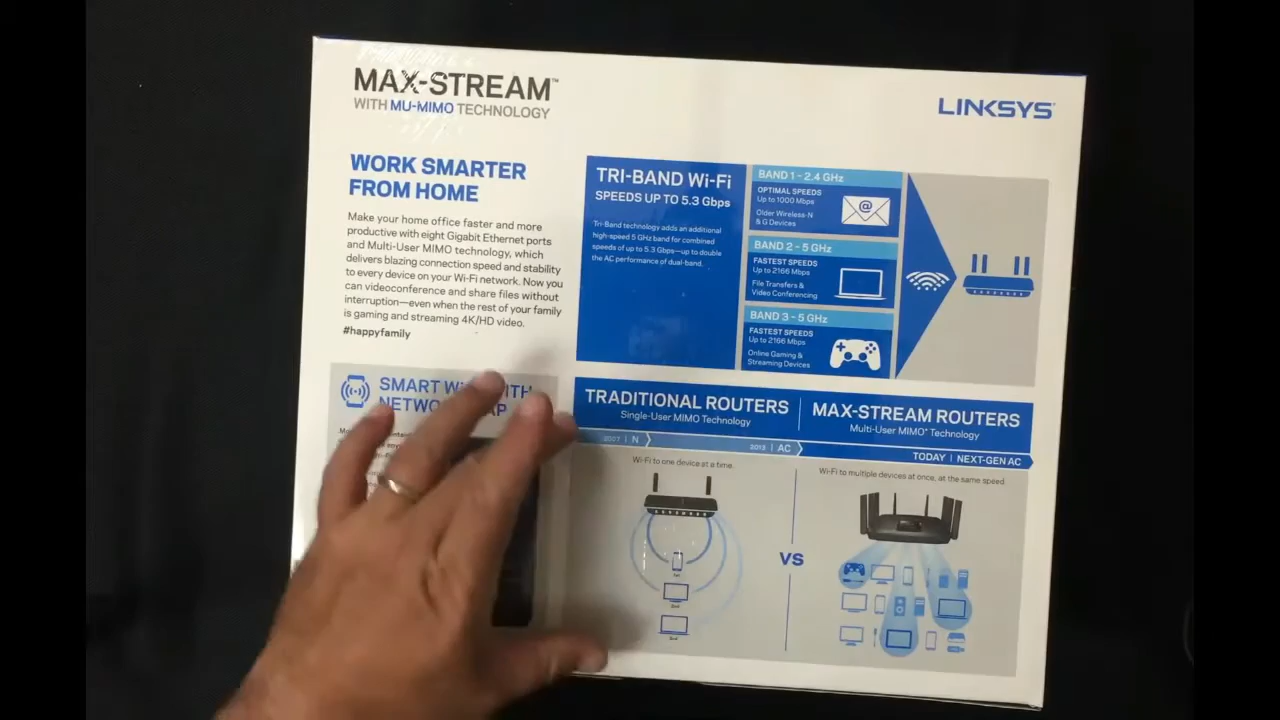 MAX-STREAM™
WITH MU-MIMO TECHNOLOGY
LINKSYS
WORK SMARTER
FROM HOME
Make your home office faster and more
productive with eight Gigabit Ethernet ports
and Multi-User MIMO technology, which
delivers blazing connection speed and stability
to every device on your Wi-Fi network. Now you
can videoconference and share files without
interruption—even when the rest of your family
is gaming and streaming 4K/HD video.
#happyfamily
TRI-BAND Wi-Fi
SPEEDS UP TO 5.3 Gbps
Tri-Band technology adds an additional
high-speed 5 GHz band for combined
speeds of up to 5.3 Gbps—up to double
the AC performance of dual-band.
BAND 1 - 2.4 GHz
OPTIMAL SPEEDS
Up to 1000 Mbps
Older Wireless-N
& G Devices
@
BAND 2 - 5 GHz
FASTEST SPEEDS
Up to 2166 Mbps
File Transfers &
Video Conferencing
BAND 3 - 5 GHz
FASTEST SPEEDS
Up to 2166 Mbps
Online Gaming &
Streaming Devices
SMART
TRADITIONAL ROUTERS
Single-User MIMO Technology
2007 | N
2013 | AC
Wi-Fi to one device at a time.
VS
MAX-STREAM ROUTERS
Multi-User MIMO* Technology
TODAY | NEXT-GEN AC
Wi-Fi to multiple devices at once, at the same speed.